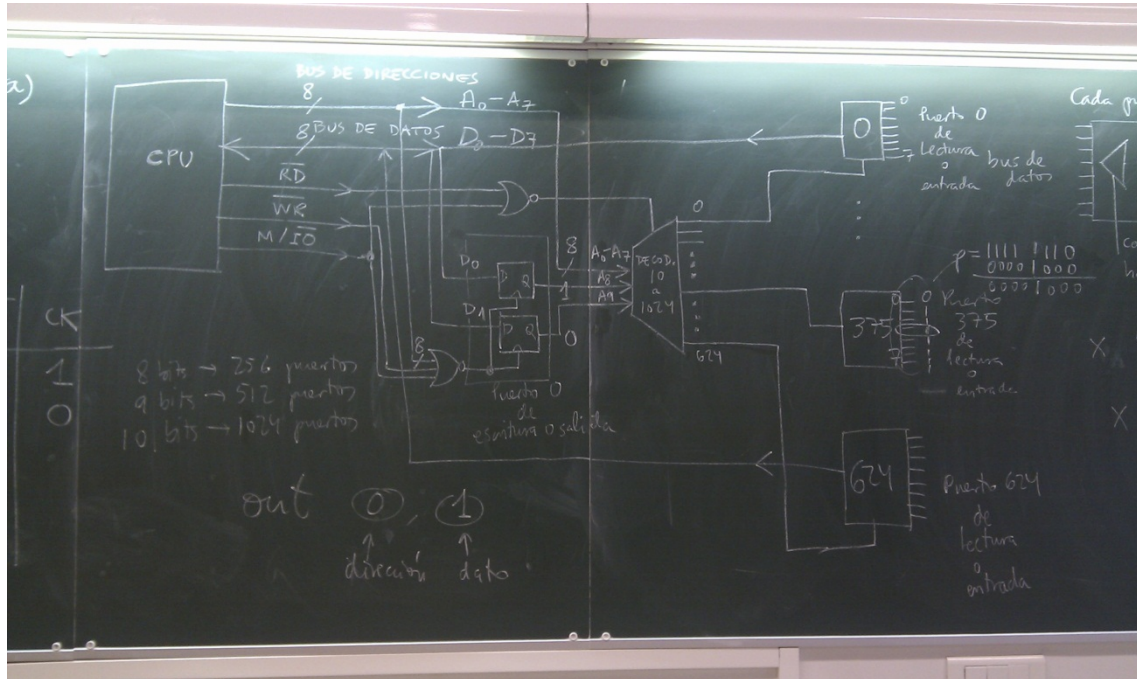 a)
BUS DE DIRECCIONES
8
A0-A7
8 BUS DE DATOS
D0-D7
CPU
RD
WR
M/IO
D0
D Q
D1
D Q
8
1
0
8
A0-A7
A8
A9
DECOD.
10
a
1024
0
624
Puerto 0
de
escritura o salida
CK
1
0
8 bits → 256 puertos
9 bits → 512 puertos
10 bits → 1024 puertos
out 0, 1
dirección dato
0
0
7
Puerto 0
de
lectura
o
entrada
bus de
datos
375
0
7
Puerto
375
de
lectura
o
entrada
p = 1111 1110
0000 1000
0000 1000
624
Puerto 624
de
lectura
o
entrada
Cada
X
X